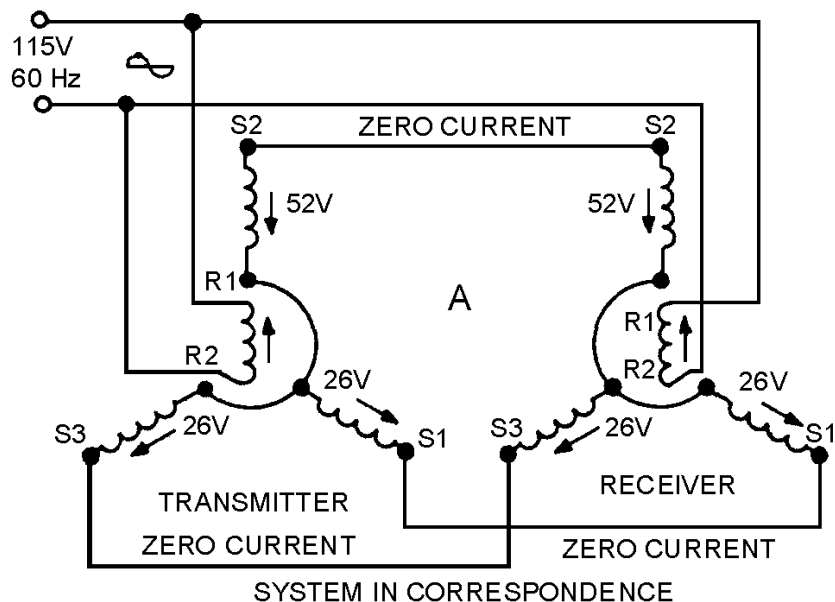 115V
60 Hz
S2
ZERO CURRENT
S2
52V
52V
R1
A
R1
R2
R2
26V
26V
S3
26V
S1
S3
26V
S1
TRANSMITTER
RECEIVER
ZERO CURRENT
ZERO CURRENT
SYSTEM IN CORRESPONDENCE